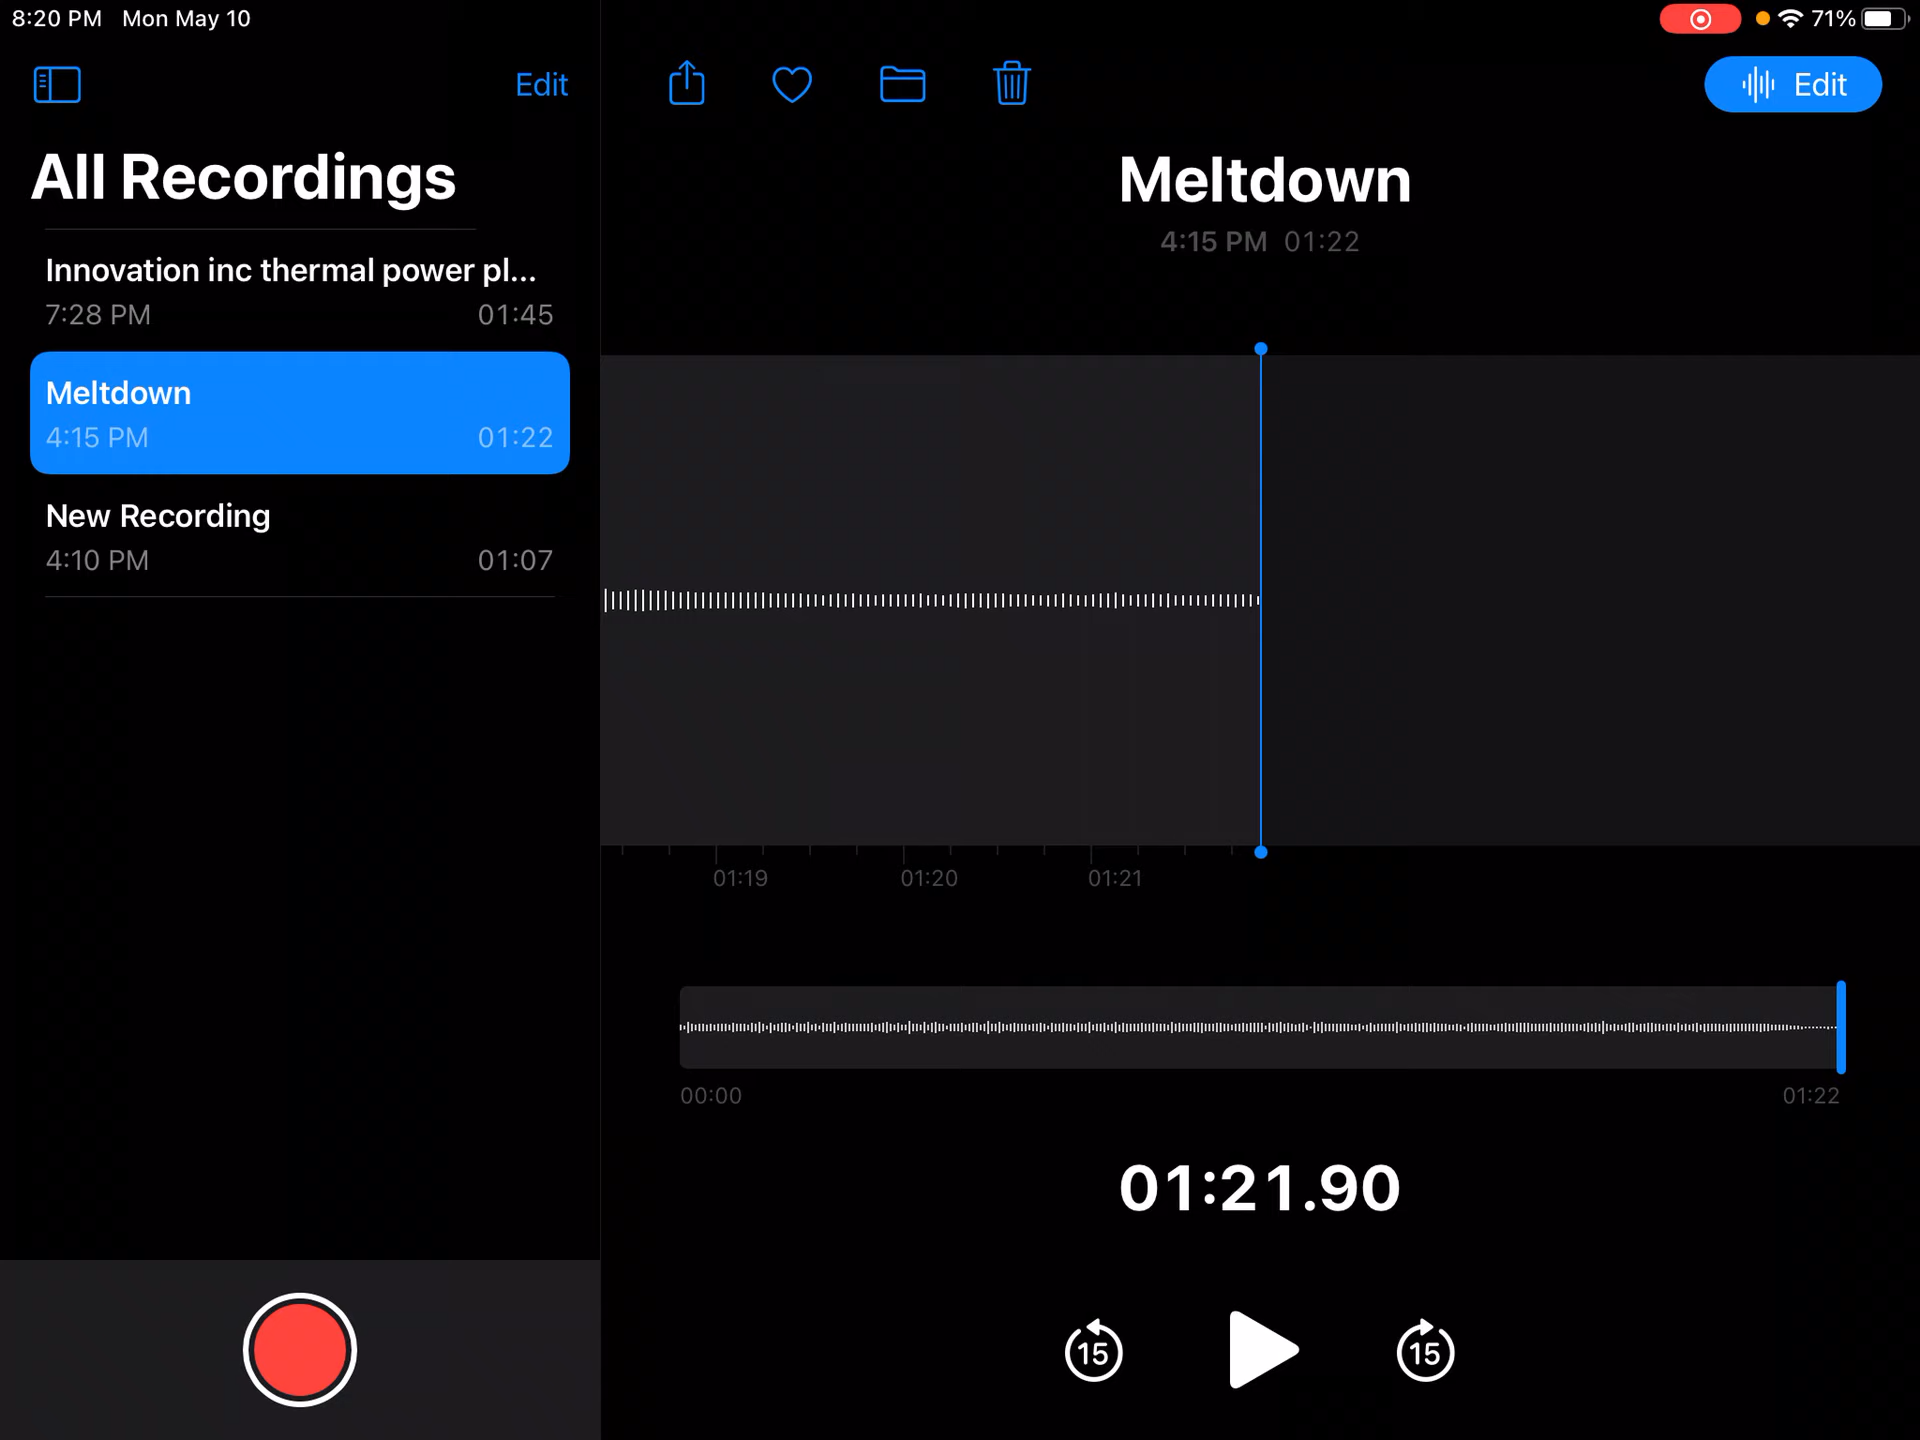 8:20 PM Mon May 10
71%
Edit
All Recordings
Innovation inc thermal power pl...
7:28 PM 01:45
Meltdown
4:15 PM 01:22
New Recording
4:10 PM 01:07
Edit
Meltdown
4:15 PM 01:22
01:19 01:20 01:21
00:00 01:22
01:21.90
15 15